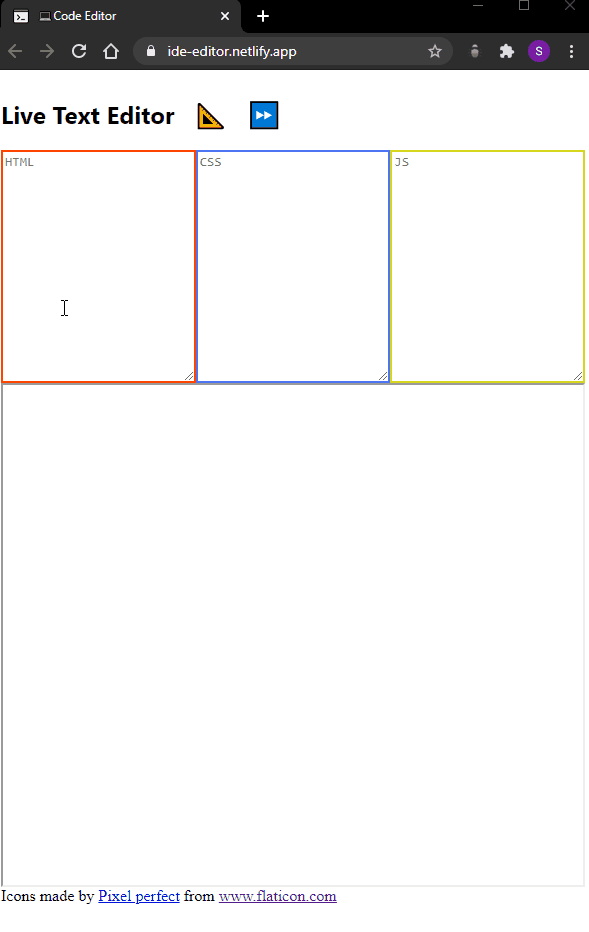 Code Editor
ide-editor.netlify.app
S
Live Text Editor
HTML CSS JS
Icons made by Pixel perfect from www.flaticon.com